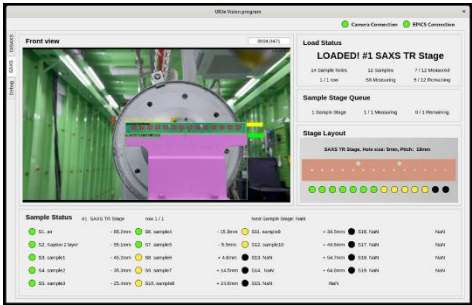 URSA Vision program
Camera Connection
EPICS Connection
Details
SAXS
Debug
Front view
Load Status
LOADED! #1 SAXS TR Stage
14 Sample Holes
12 Samples
7 / 12 Measured
1 / 1 row
58 Measuring
5 / 12 Remaining
Sample Stage Queue
1 Sample Stage
1 / 1 Measuring
0 / 1 Remaining
Stage Layout
SAXS TR Stage, Hole size: 5mm, Pitch: 10mm
Sample Status
#1 SAXS TR Stage
row 1 / 1
Next Sample Stage: NaN
S1. air
S6. sample4
S11. sample9
S16. NaN
NaN
S2. Kapton 2 layer
S7. sample5
S12. sample10
S17. NaN
NaN
S3. sample1
S8. sample6
S13. NaN
S18. NaN
NaN
S4. sample2
S9. sample7
S14. NaN
S19. NaN
NaN
S5. sample3
S10. sample8
S15. NaN
NaN